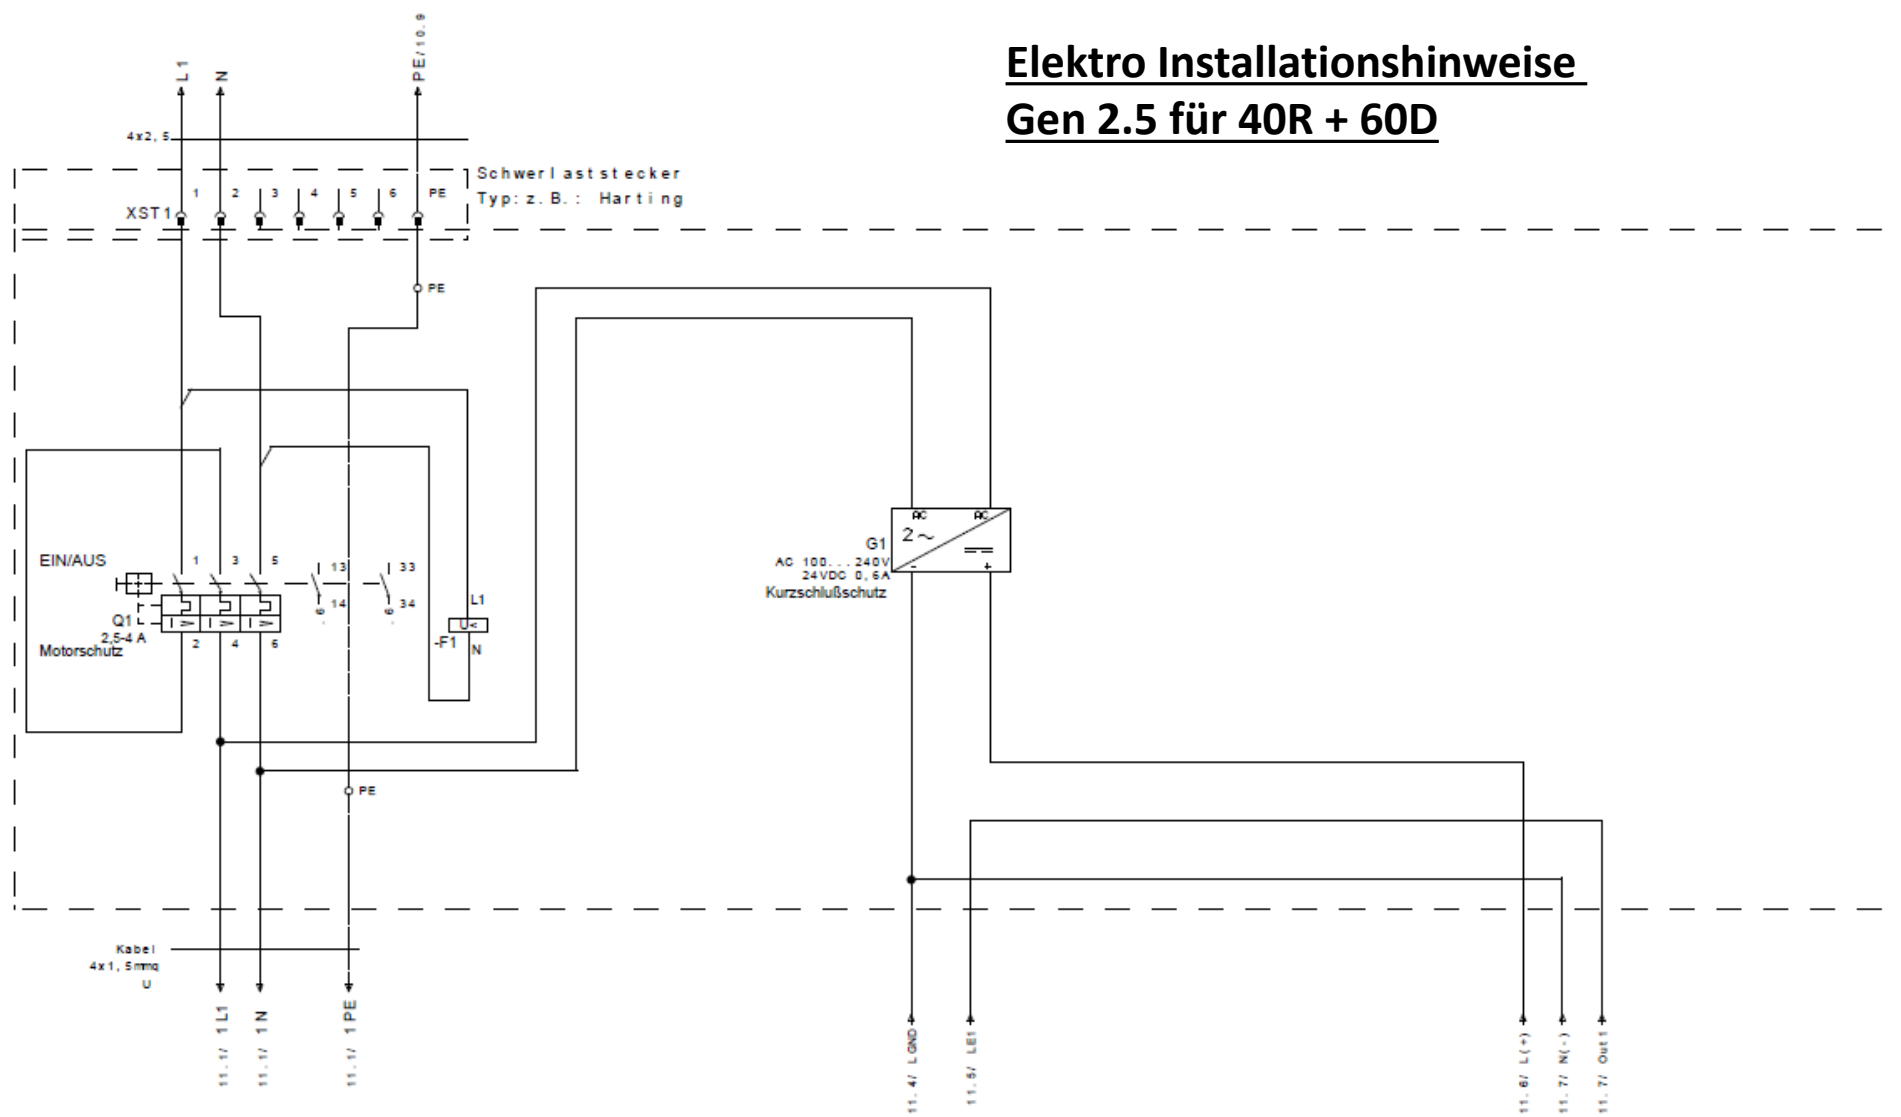 Elektro Installationshinweise
Gen 2.5 für 40R + 60D
L1
N
PE/10.9
4x2,5
Schwerlaststecker
Typ: z.B.: Harting
XST1
1
2
3
4
5
6
PE
PE
EIN/AUS
1
3
5
13
33
14
34
6
6
Q1
2,5-4 A
I >
I >
I >
Motorschutz
2
4
6
L1
U<
-F1
N
AC
AC
2~
G1
AC 100...240V
24VDC 0,6A
Kurzschlußschutz
-
+
PE
Kabel
4x1,5mmq
U
11.1/ 1L1
11.1/ 1N
11.1/ 1PE
11.4/ LGND
11.5/ LE1
11.6/ L(+)
11.7/ N(-)
11.7/ Out1